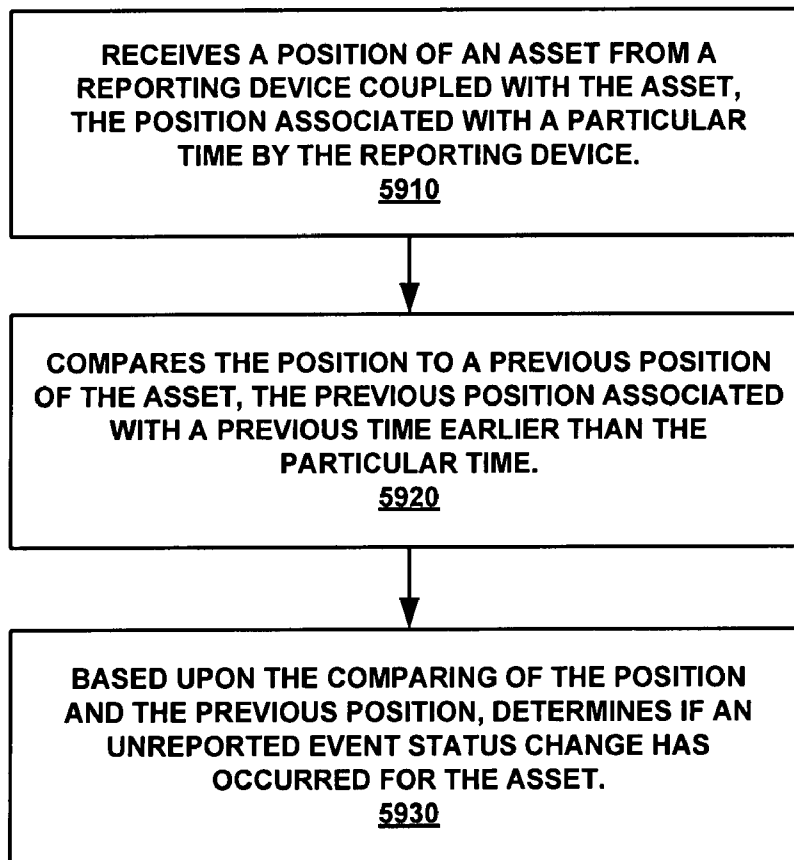 RECEIVES A POSITION OF AN ASSET FROM A
REPORTING DEVICE COUPLED WITH THE ASSET,
THE POSITION ASSOCIATED WITH A PARTICULAR
TIME BY THE REPORTING DEVICE.
5910
COMPARES THE POSITION TO A PREVIOUS POSITION
OF THE ASSET, THE PREVIOUS POSITION ASSOCIATED
WITH A PREVIOUS TIME EARLIER THAN THE
PARTICULAR TIME.
5920
BASED UPON THE COMPARING OF THE POSITION
AND THE PREVIOUS POSITION, DETERMINES IF AN
UNREPORTED EVENT STATUS CHANGE HAS
OCCURRED FOR THE ASSET.
5930